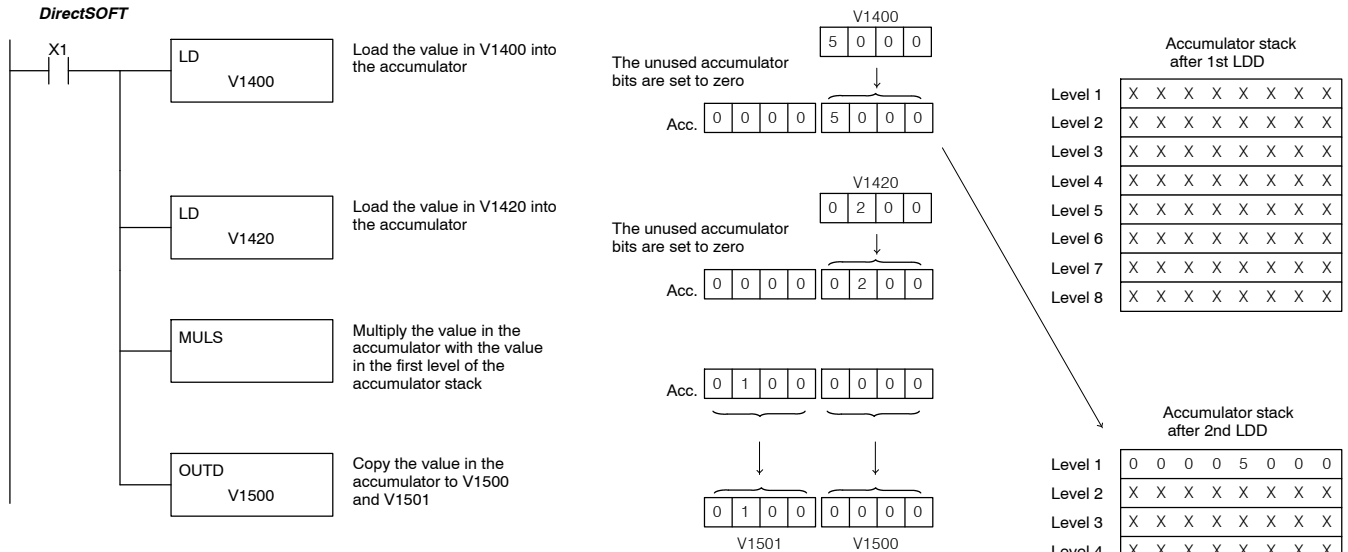 DirectSOFT
X1
LD
V1400
Load the value in V1400 into
the accumulator
LD
V1420
Load the value in V1420 into
the accumulator
MULS
Multiply the value in the
accumulator with the value
in the first level of the
accumulator stack
OUTD
V1500
Copy the value in the
accumulator to V1500
and V1501
V1400
5 0 0 0
The unused accumulator
bits are set to zero
Acc. 0 0 0 0 5 0 0 0
V1420
0 2 0 0
The unused accumulator
bits are set to zero
Acc. 0 0 0 0 0 2 0 0
Acc. 0 1 0 0 0 0 0 0
0 1 0 0 0 0 0 0
V1501 V1500
Accumulator stack
after 1st LDD
Level 1 X X X X X X X X
Level 2 X X X X X X X X
Level 3 X X X X X X X X
Level 4 X X X X X X X X
Level 5 X X X X X X X X
Level 6 X X X X X X X X
Level 7 X X X X X X X X
Level 8 X X X X X X X X
Accumulator stack
after 2nd LDD
Level 1 0 0 0 0 5 0 0 0
Level 2 X X X X X X X X
Level 3 X X X X X X X X
Level 4 X X X X X X X X